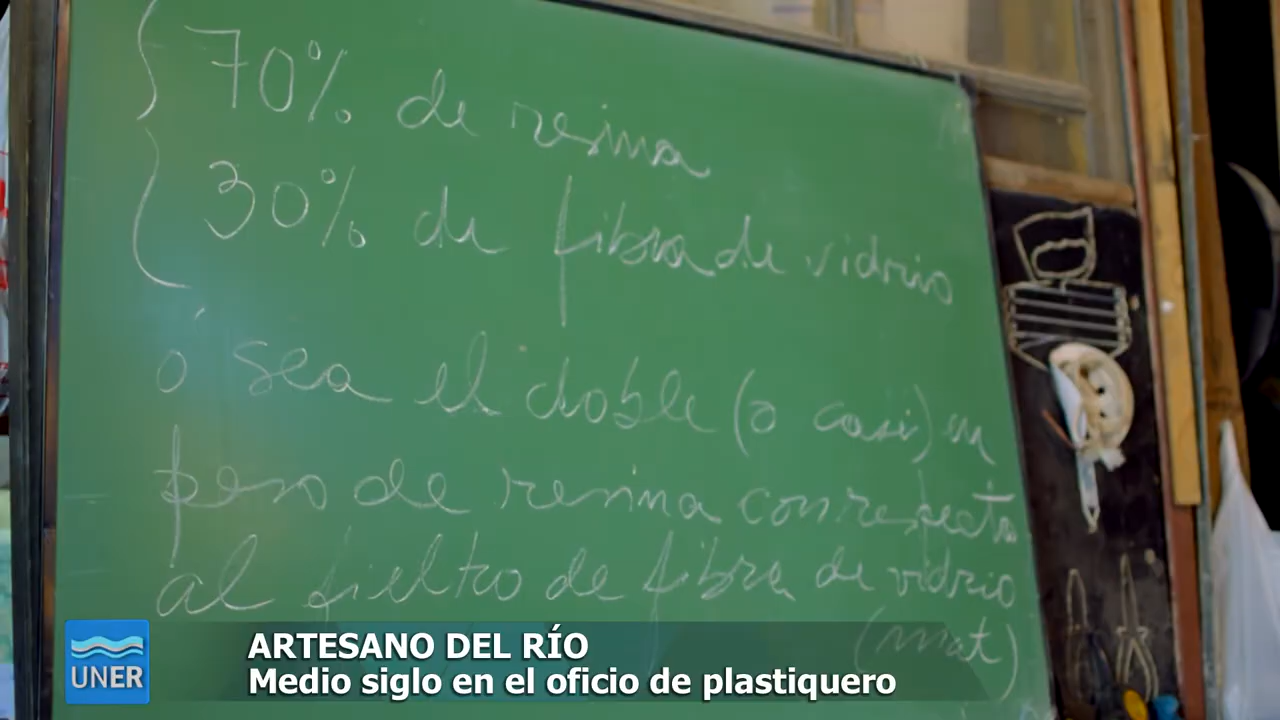 70% de resina
30% de fibra de vidrio
ó sea el doble (o casi) en
peso de resina con respecto
al fieltro de fibra de vidrio
(mat)
UNER
ARTESANO DEL RÍO
Medio siglo en el oficio de plastiquero